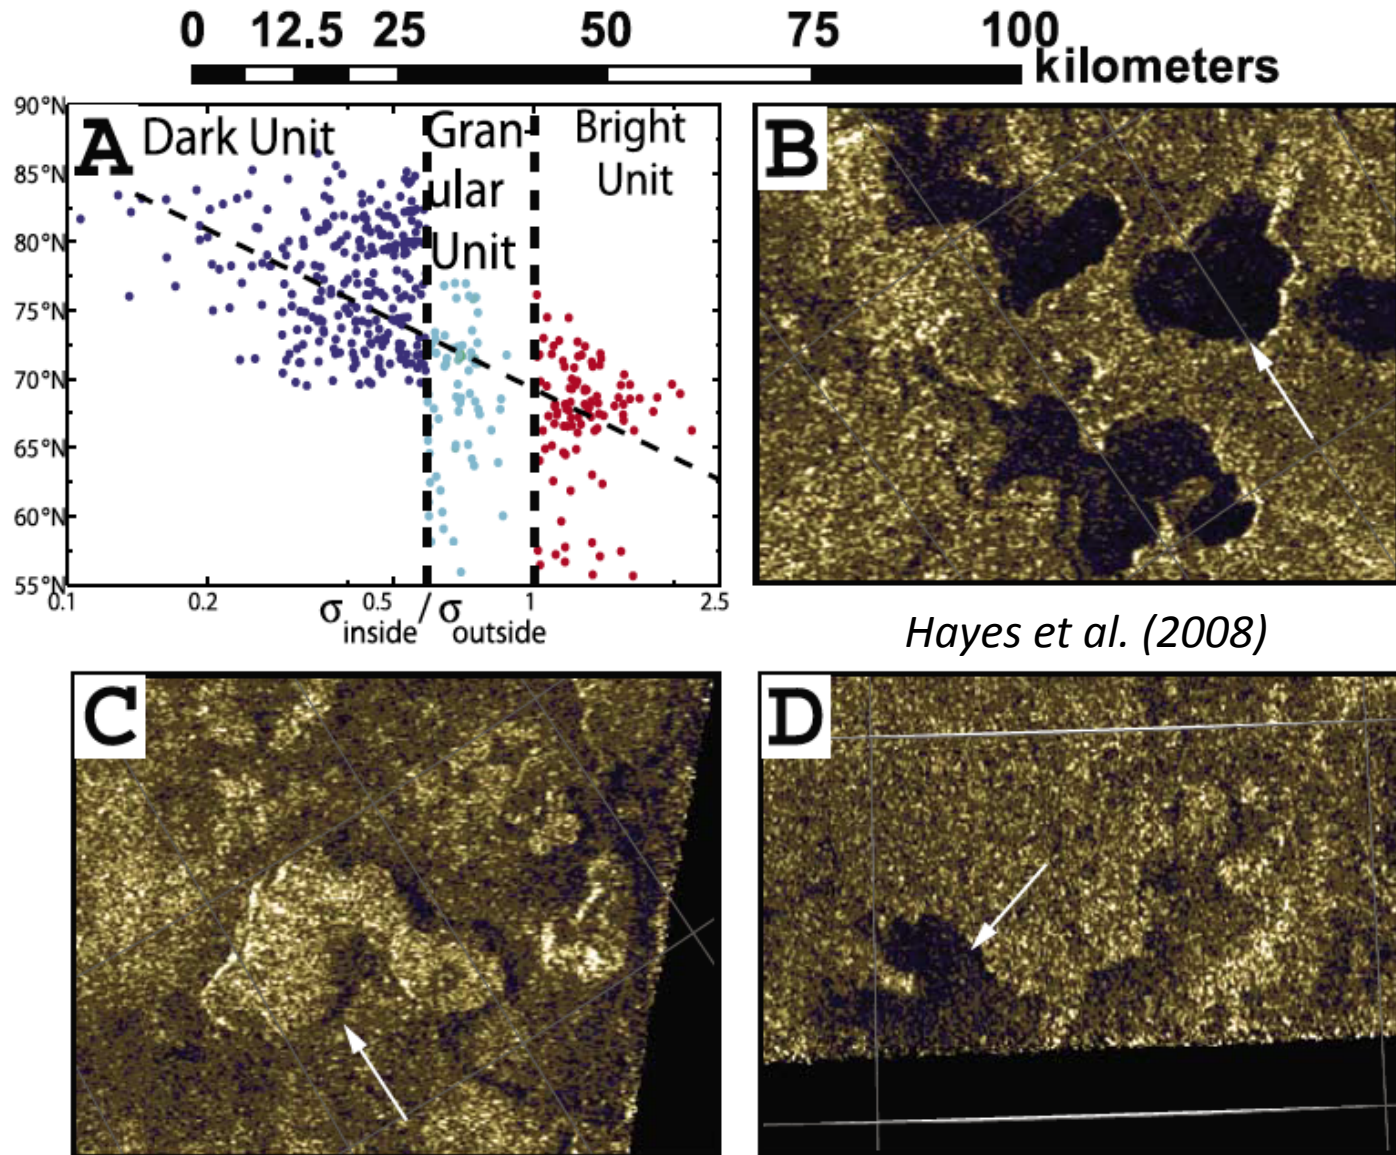 0 12.5 25 50 75 100
kilometers
A
Dark Unit
Gran-
ular
Unit
Bright
Unit
90°N
85°N
80°N
75°N
70°N
65°N
60°N
55°N
0.1 0.2 0.5 1 2.5
σinside / σoutside
B
Hayes et al. (2008)
C
D